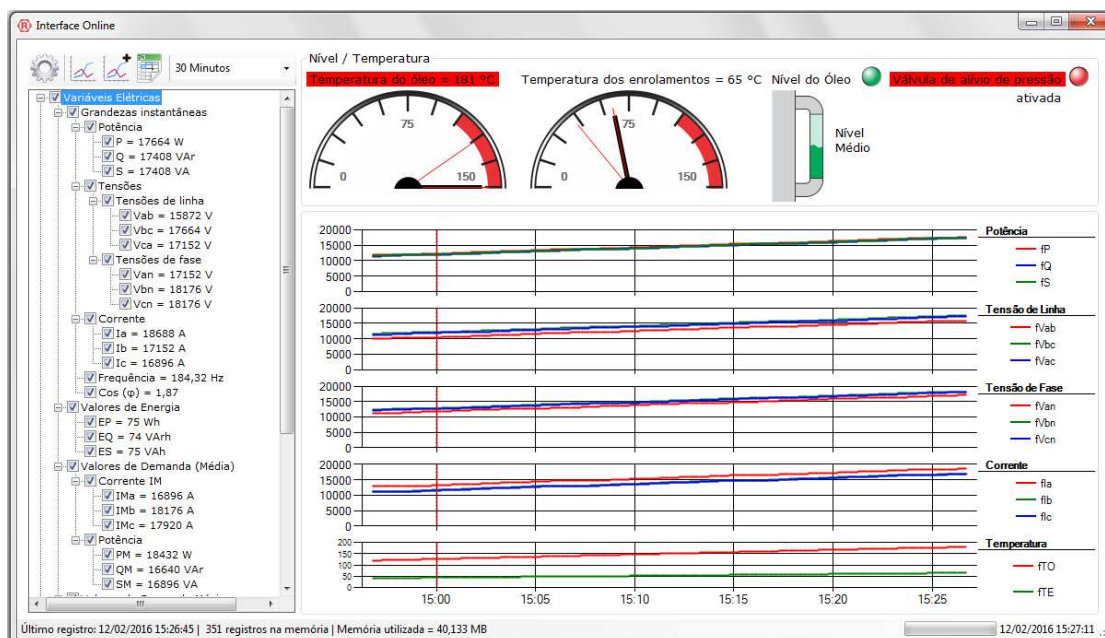 Interface Online
30 Minutos
Variáveis Elétricas
Grandezas instantâneas
Potência
P = 17664 W
Q = 17408 VAr
S = 17408 VA
Tensões
Tensões de linha
Vab = 15872 V
Vbc = 17664 V
Vca = 17152 V
Tensões de fase
Van = 17152 V
Vbn = 18176 V
Vcn = 18176 V
Corrente
Ia = 18688 A
Ib = 17152 A
Ic = 16896 A
Frequência = 184,32 Hz
Cos (φ) = 1,87
Valores de Energia
EP = 75 Wh
EQ = 74 VArh
ES = 75 VAh
Valores de Demanda (Média)
Corrente IM
IMa = 16896 A
IMb = 18176 A
IMc = 17920 A
Potência
PM = 18432 W
QM = 16640 VAr
SM = 16896 VA
Nível / Temperatura
Temperatura do óleo = 181 °C
0 75 150
Temperatura dos enrolamentos = 65 °C
0 75 150
Nível do Óleo
Nível
Médio
Válvula de alívio de pressão
ativada
20000
15000
10000
5000
0
Potência
fP
fQ
fS
20000
15000
10000
5000
0
Tensão de Linha
fVab
fVbc
fVac
20000
15000
10000
5000
0
Tensão de Fase
fVan
fVbn
fVcn
20000
15000
10000
5000
0
Corrente
fIa
fIb
fIc
200
150
100
50
0
Temperatura
fTO
fTE
15:00 15:05 15:10 15:15 15:20 15:25
Último registro: 12/02/2016 15:26:45 | 351 registros na memória | Memória utilizada = 40,133 MB
12/02/2016 15:27:11